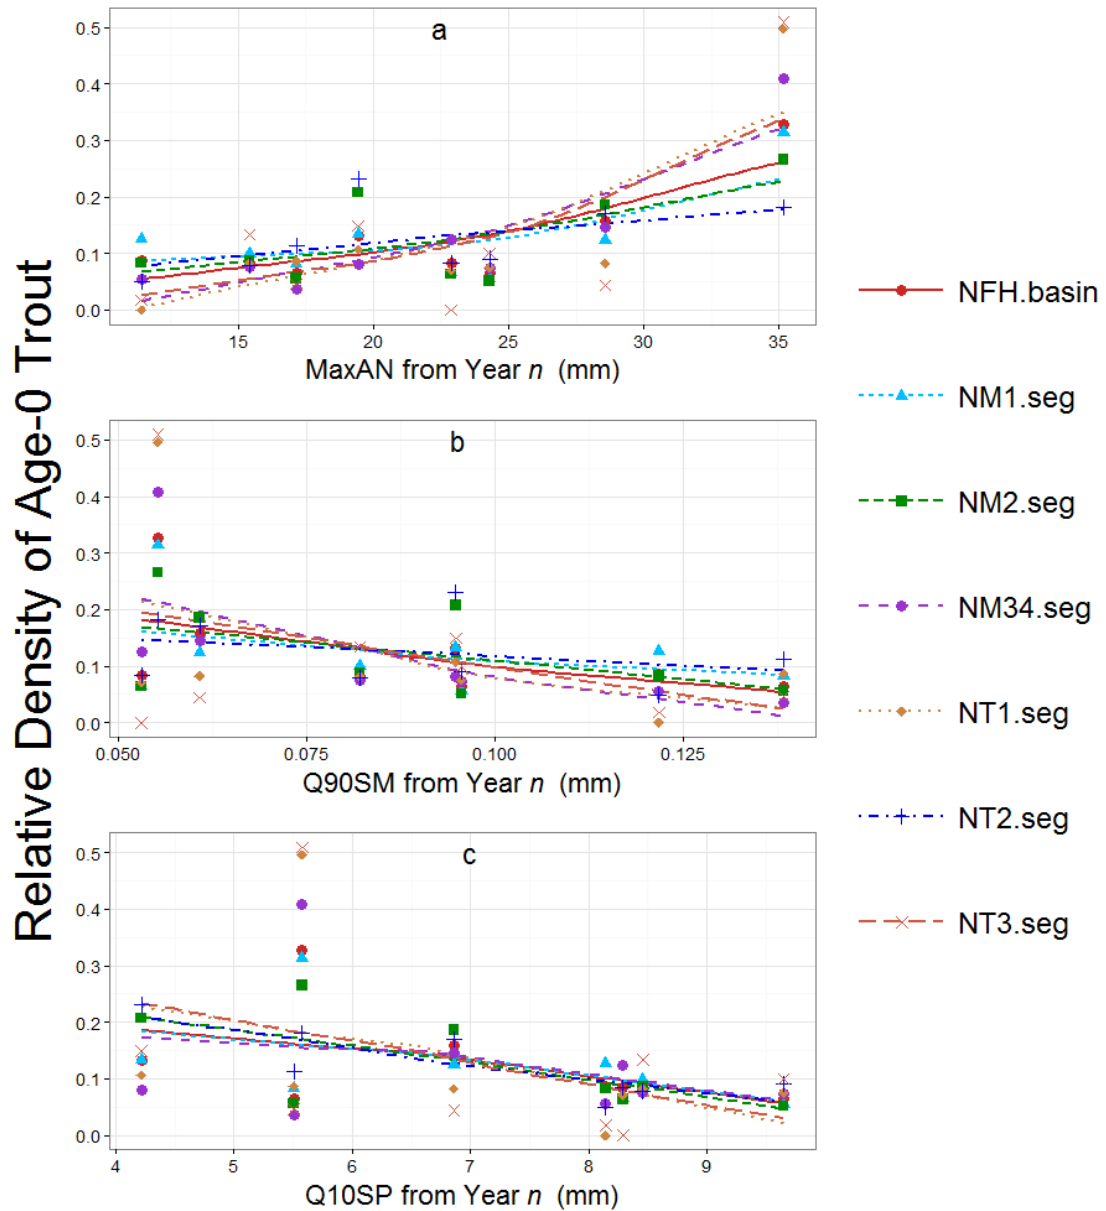 Relative Density of Age-0 Trout
a
0.5
0.4
0.3
0.2
0.1
0.0
15 20 25 30 35
MaxAN from Year n (mm)
b
0.5
0.4
0.3
0.2
0.1
0.0
0.050 0.075 0.100 0.125
Q90SM from Year n (mm)
c
0.5
0.4
0.3
0.2
0.1
0.0
4 5 6 7 8 9
Q10SP from Year n (mm)
NFH.basin
NM1.seg
NM2.seg
NM34.seg
NT1.seg
NT2.seg
NT3.seg